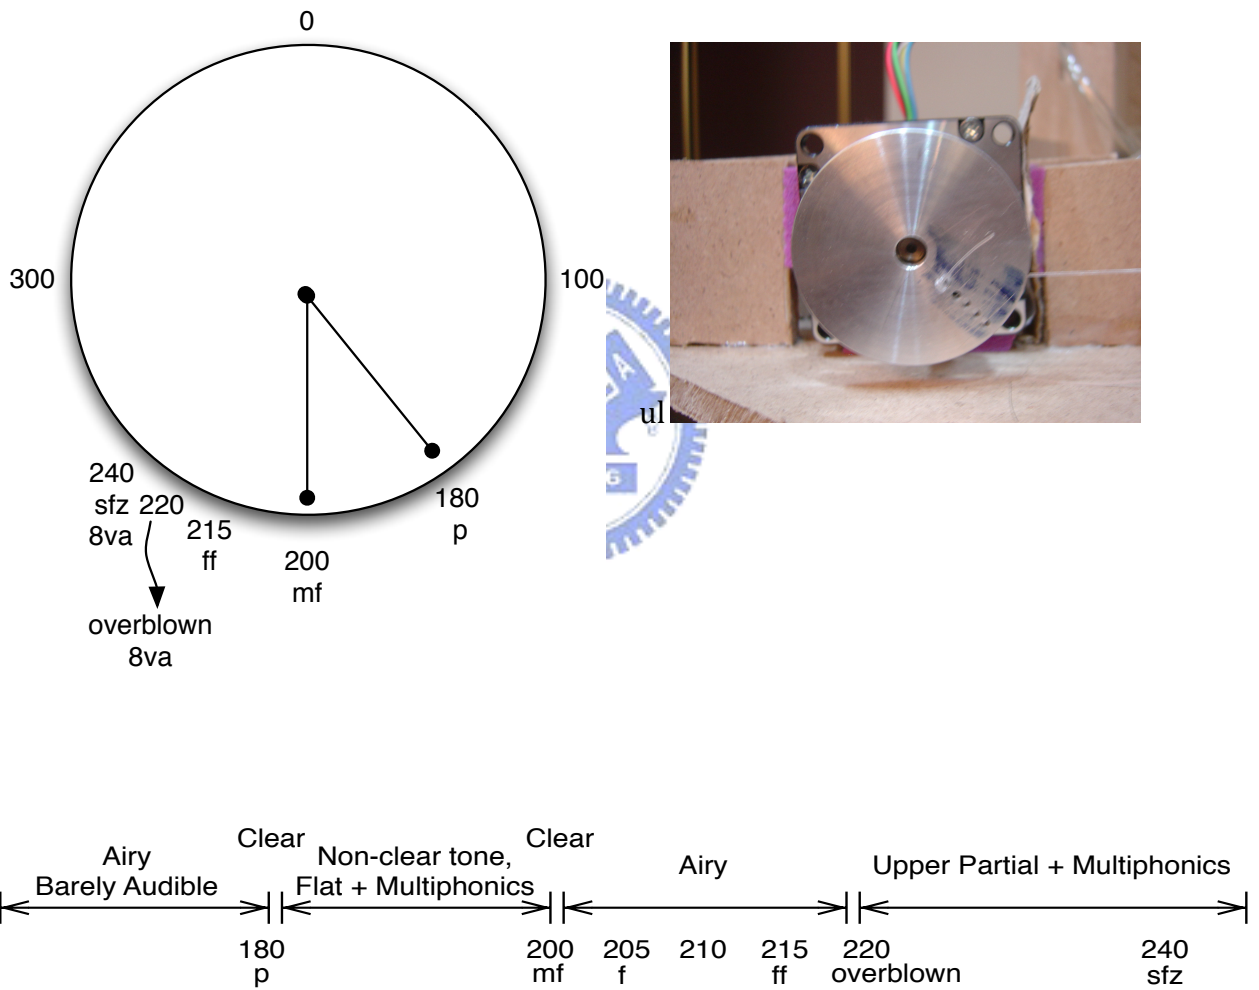 0
300
100
ul
240
sfz 220
8va
215
ff
200
mf
180
p
overblown
8va
Clear
Clear
Airy
Barely Audible
Non-clear tone,
Flat + Multiphonics
Airy
Upper Partial + Multiphonics
180
p
200
mf
205
f
210
215
ff
220
overblown
240
sfz